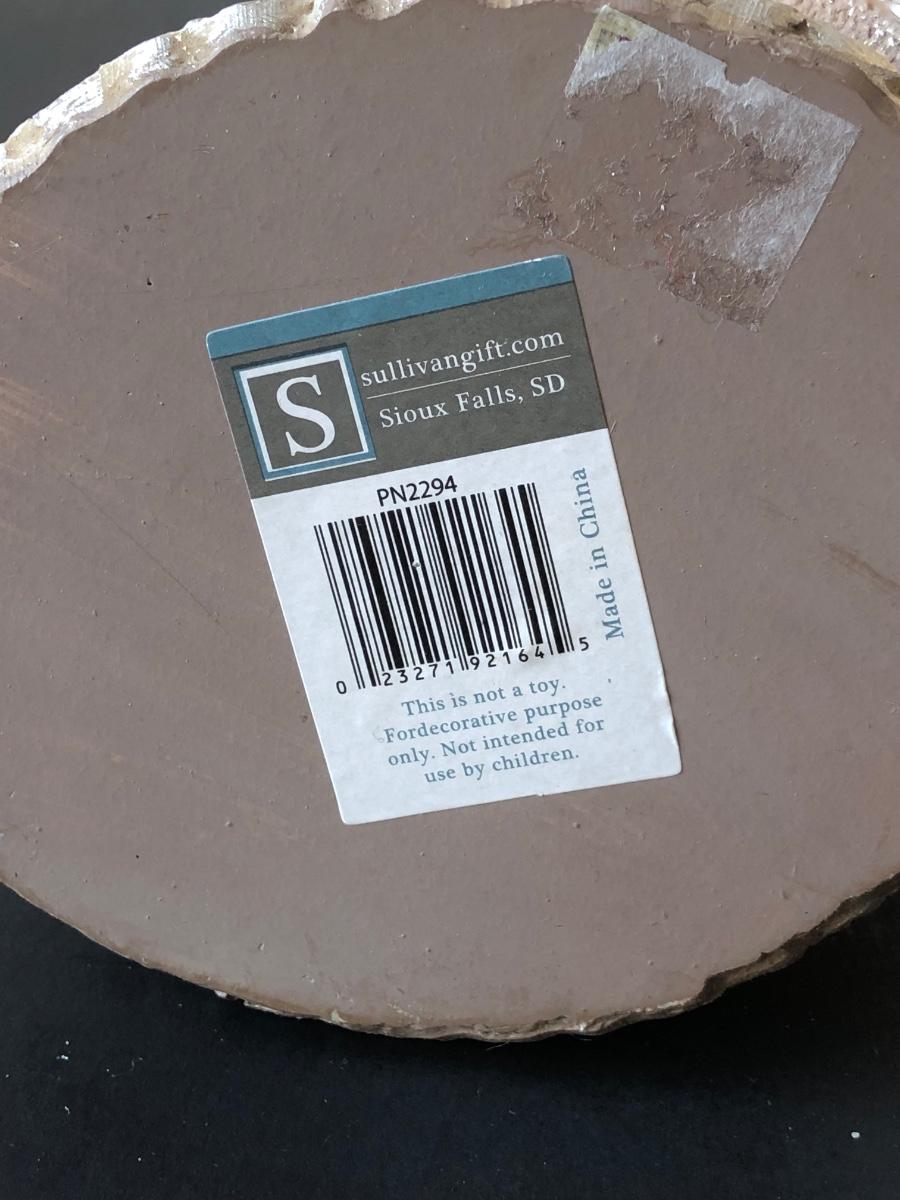 S
sullivangift.com
Sioux Falls, SD
PN2294
0 23271 92164 5
Made in China
This is not a toy.
Fordecorative purpose
only. Not intended for
use by children.